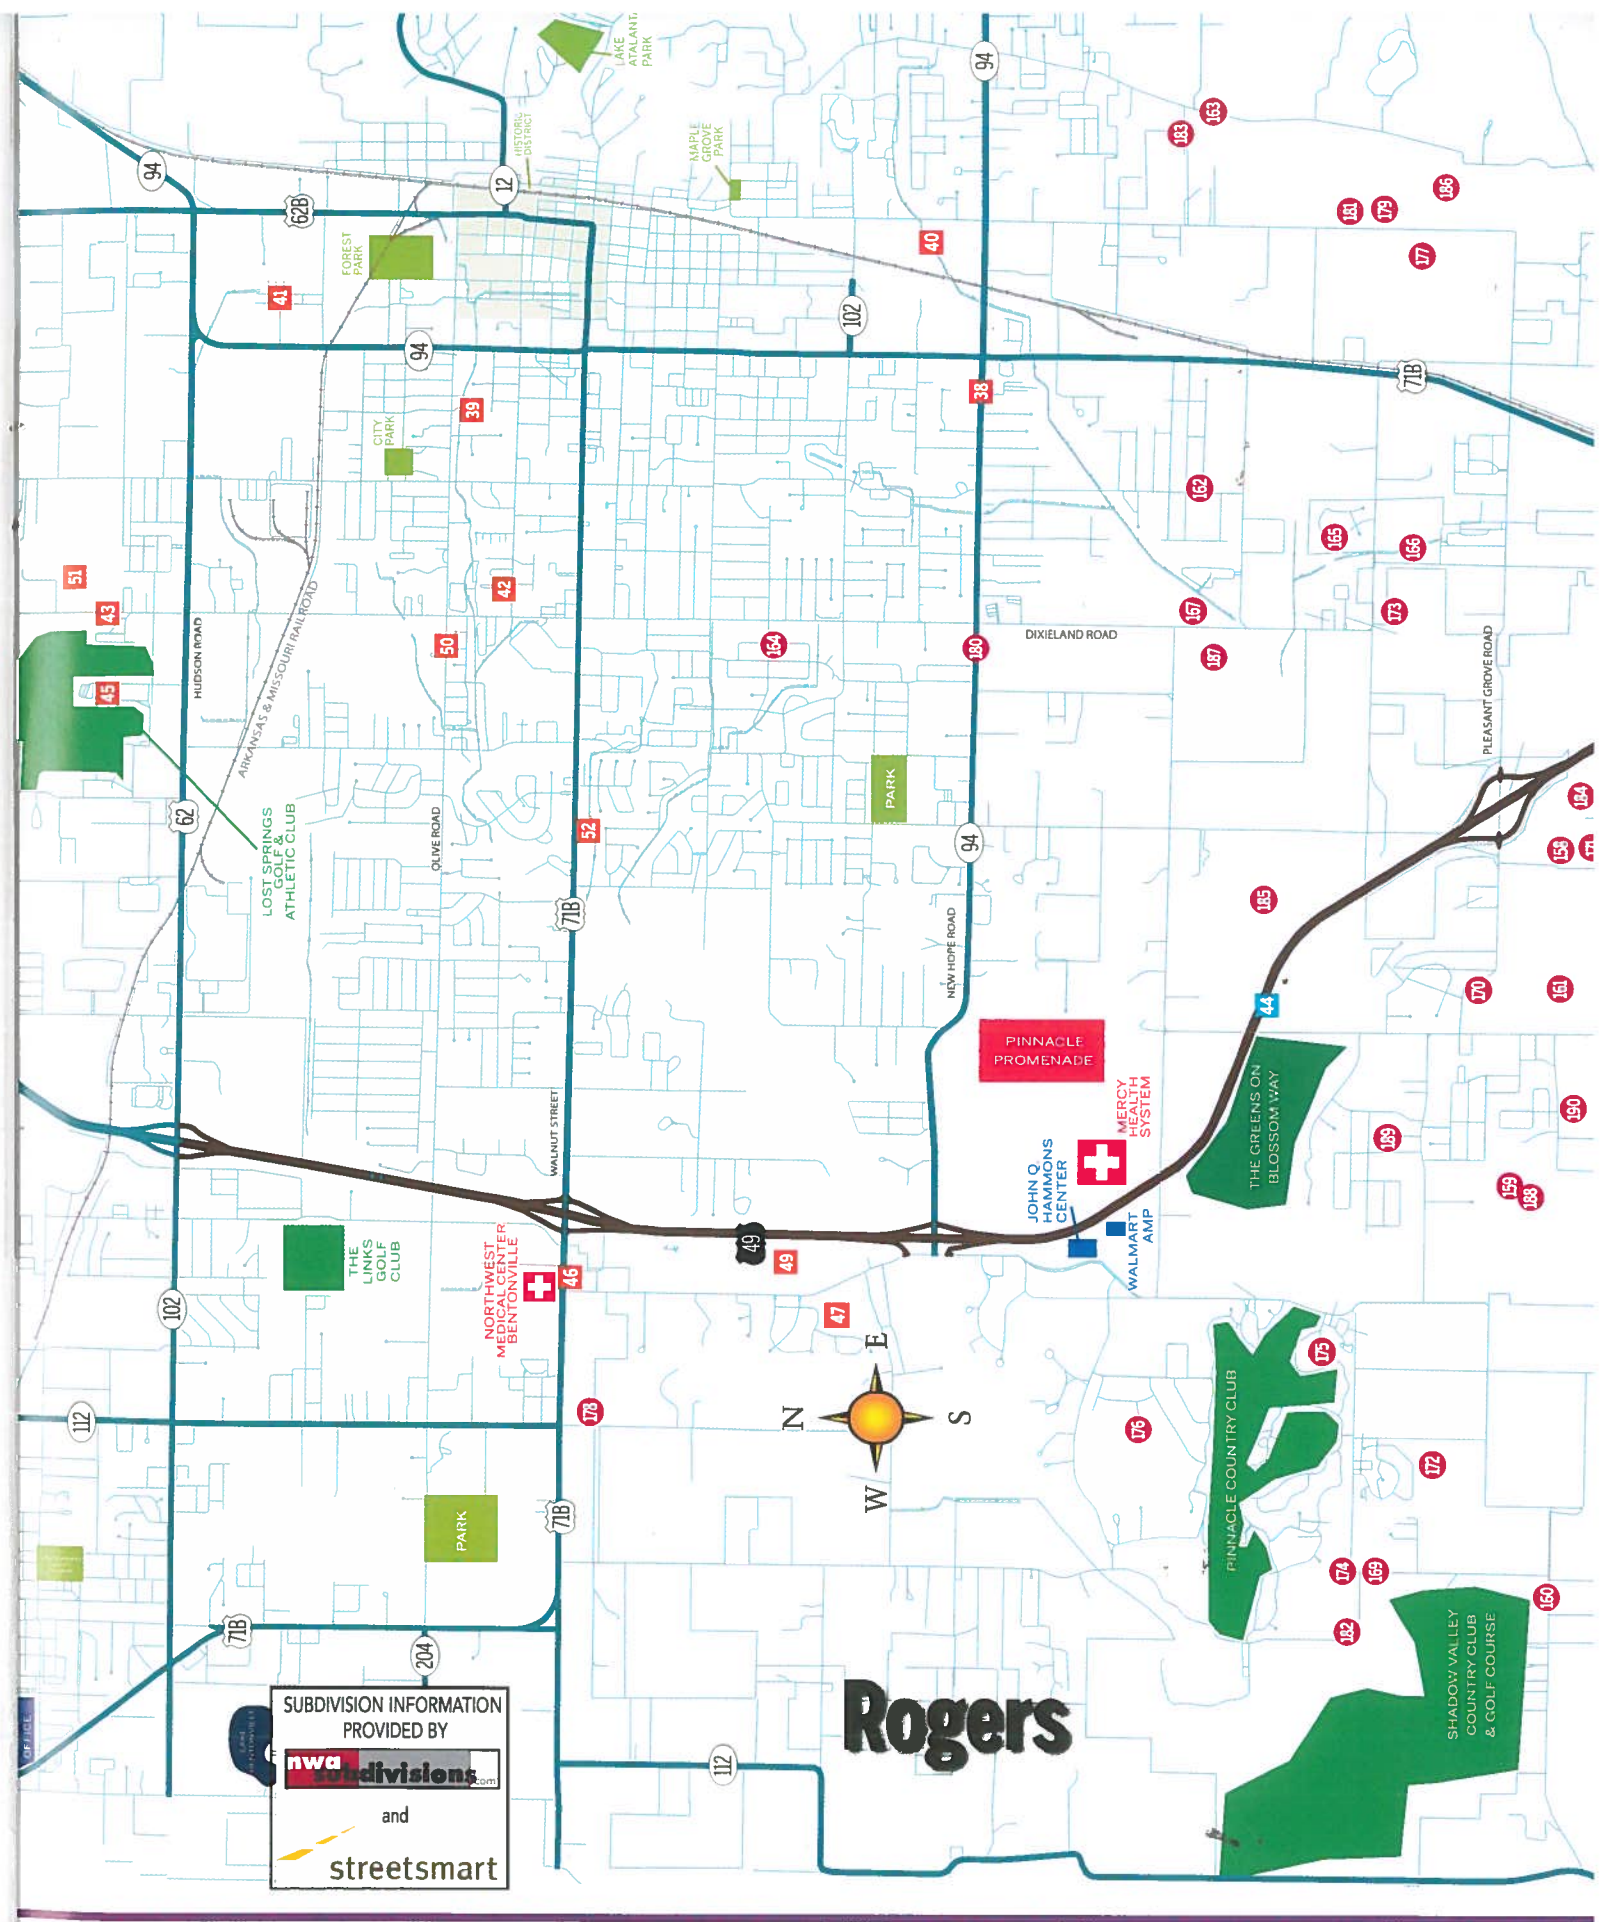 LAKE
ATALANTA
PARK
94
94
163
183
HISTORIC
DISTRICT
MAPLE
GROVE
PARK
12
186
62B
181
179
FOREST
PARK
40
177
41
102
94
71B
38
39
CITY
PARK
162
165
166
51
43
42
167
173
ARKANSAS & MISSOURI RAILROAD
HUDSON ROAD
50
164
180
DIXIELAND ROAD
187
PLEASANT GROVE ROAD
45
PARK
184
62
LOST SPRINGS
GOLF &
ATHLETIC CLUB
OLIVE ROAD
52
94
158
171
71B
185
NEW HOPE ROAD
170
161
44
PINNACLE
PROMENADE
THE GREENS ON
BLOSSOM WAY
MERCY
HEALTH
SYSTEM
190
189
WALNUT STREET
JOHN Q.
HAMMONS
CENTER
159
188
49
WALMART
AMP
THE
LINKS
GOLF
CLUB
NORTHWEST
MEDICAL CENTER
BENTONVILLE
46
49
102
47
175
N
E
S
W
112
178
176
PINNACLE COUNTRY CLUB
172
PARK
71B
174
169
160
71B
204
182
SHADOW VALLEY
COUNTRY CLUB
& GOLF COURSE
OFFICE
LAKE
BENTONVILLE
SUBDIVISION INFORMATION
PROVIDED BY
nwa
subdivisions.com
and
streetsmart
112
Rogers